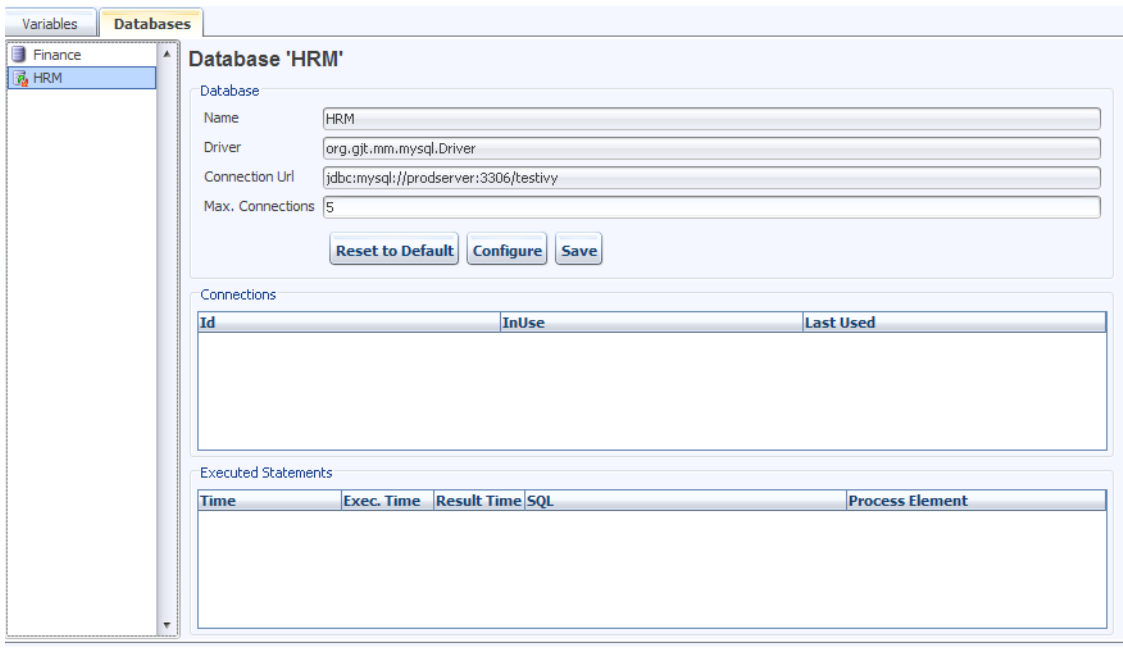 Variables Databases
Finance
HRM
Database 'HRM'
Database
Name HRM
Driver org.gjt.mm.mysql.Driver
Connection Url jdbc:mysql://prodserver:3306/testivy
Max. Connections 5
Reset to Default Configure Save
Connections
Id InUse Last Used
Executed Statements
Time Exec. Time Result Time SQL Process Element